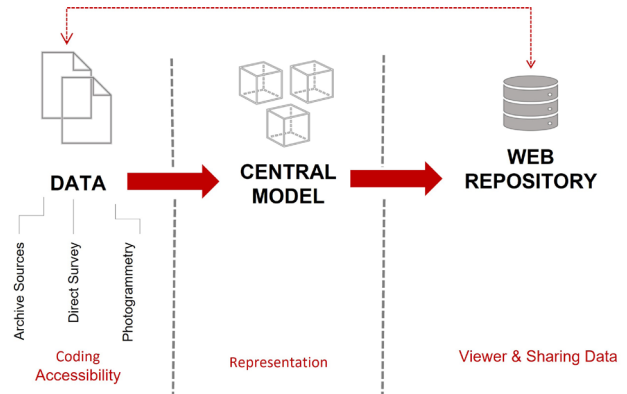 DATA
CENTRAL
MODEL
WEB
REPOSITORY
Archive Sources
Direct Survey
Photogrammetry
Coding
Accessibility
Representation
Viewer & Sharing Data